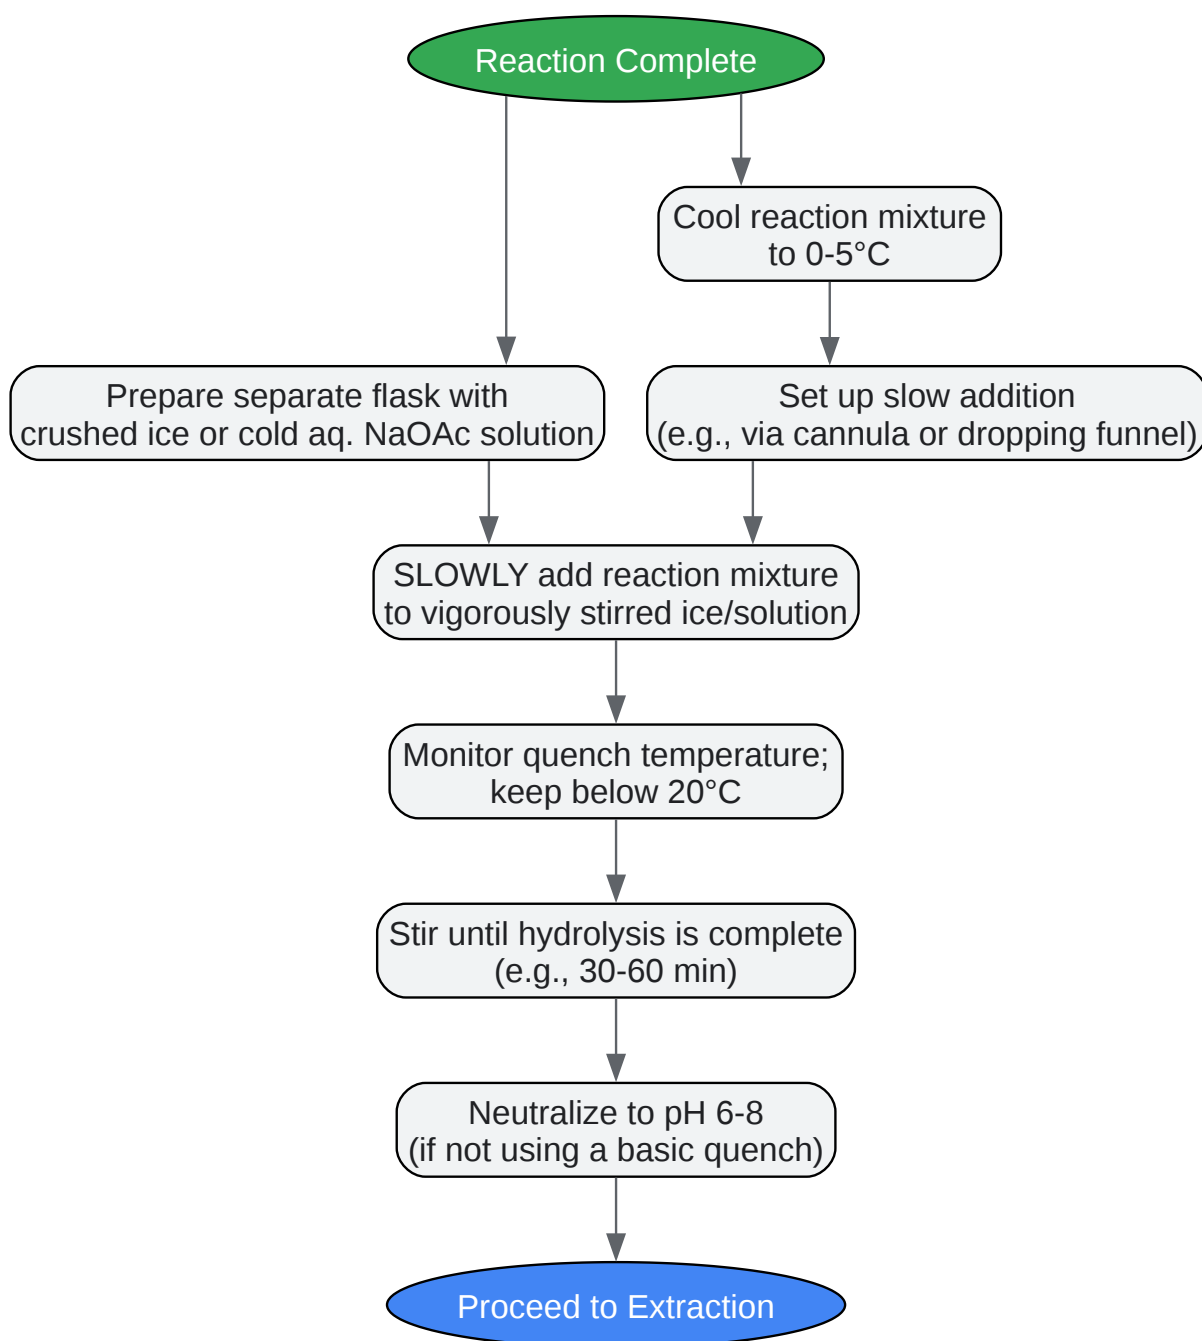 Reaction Complete
Cool reaction mixture
to 0-5°C
Prepare separate flask with
crushed ice or cold aq. NaOAc solution
Set up slow addition
(e.g., via cannula or dropping funnel)
SLOWLY add reaction mixture
to vigorously stirred ice/solution
Monitor quench temperature;
keep below 20°C
Stir until hydrolysis is complete
(e.g., 30-60 min)
Neutralize to pH 6-8
(if not using a basic quench)
Proceed to Extraction